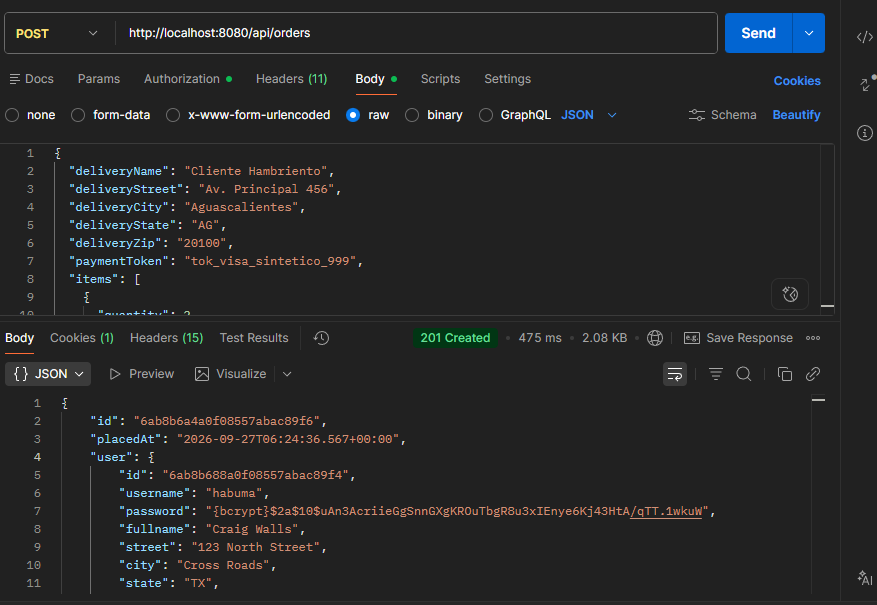 POST http://localhost:8080/api/orders Send
Docs Params Authorization Headers (11) Body Scripts Settings Cookies
none form-data x-www-form-urlencoded raw binary GraphQL JSON Schema Beautify
1 {
2 "deliveryName": "Cliente Hambriento",
3 "deliveryStreet": "Av. Principal 456",
4 "deliveryCity": "Aguascalientes",
5 "deliveryState": "AG",
6 "deliveryZip": "20100",
7 "paymentToken": "tok_visa_sintetico_999",
8 "items": [
9 {
10 "quantity": 2
Body Cookies (1) Headers (15) Test Results 201 Created 475 ms 2.08 KB e.g. Save Response
{} JSON Preview Visualize
1 {
2 "id": "6ab8b6a4a0f08557abac89f6",
3 "placedAt": "2026-09-27T06:24:36.567+00:00",
4 "user": {
5 "id": "6ab8b688a0f08557abac89f4",
6 "username": "habuma",
7 "password": "{bcrypt}$2a$10$uAn3AcriieGgSnnGXgKROuTbgR8u3xIEnye6Kj43HtA/qTT.1wkuW",
8 "fullname": "Craig Walls",
9 "street": "123 North Street",
10 "city": "Cross Roads",
11 "state": "TX",
AI